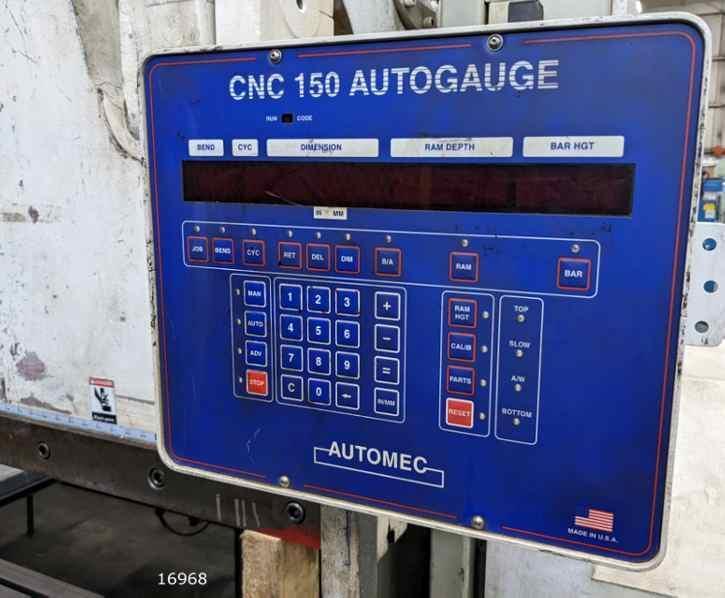 CNC 150 AUTOGAUGE
RUN CODE
BEND CYC DIMENSION RAM DEPTH BAR HGT
IN MM
JOB BEND CYC RET DEL DIM B/A RAM BAR
MAN 1 2 3 + RAM HGT TOP
AUTO 4 5 6 - CALIB SLOW
ADV 7 8 9 = PARTS A/W
STOP C 0 ← IN/MM RESET BOTTOM
AUTOMEC
MADE IN U.S.A.
16968